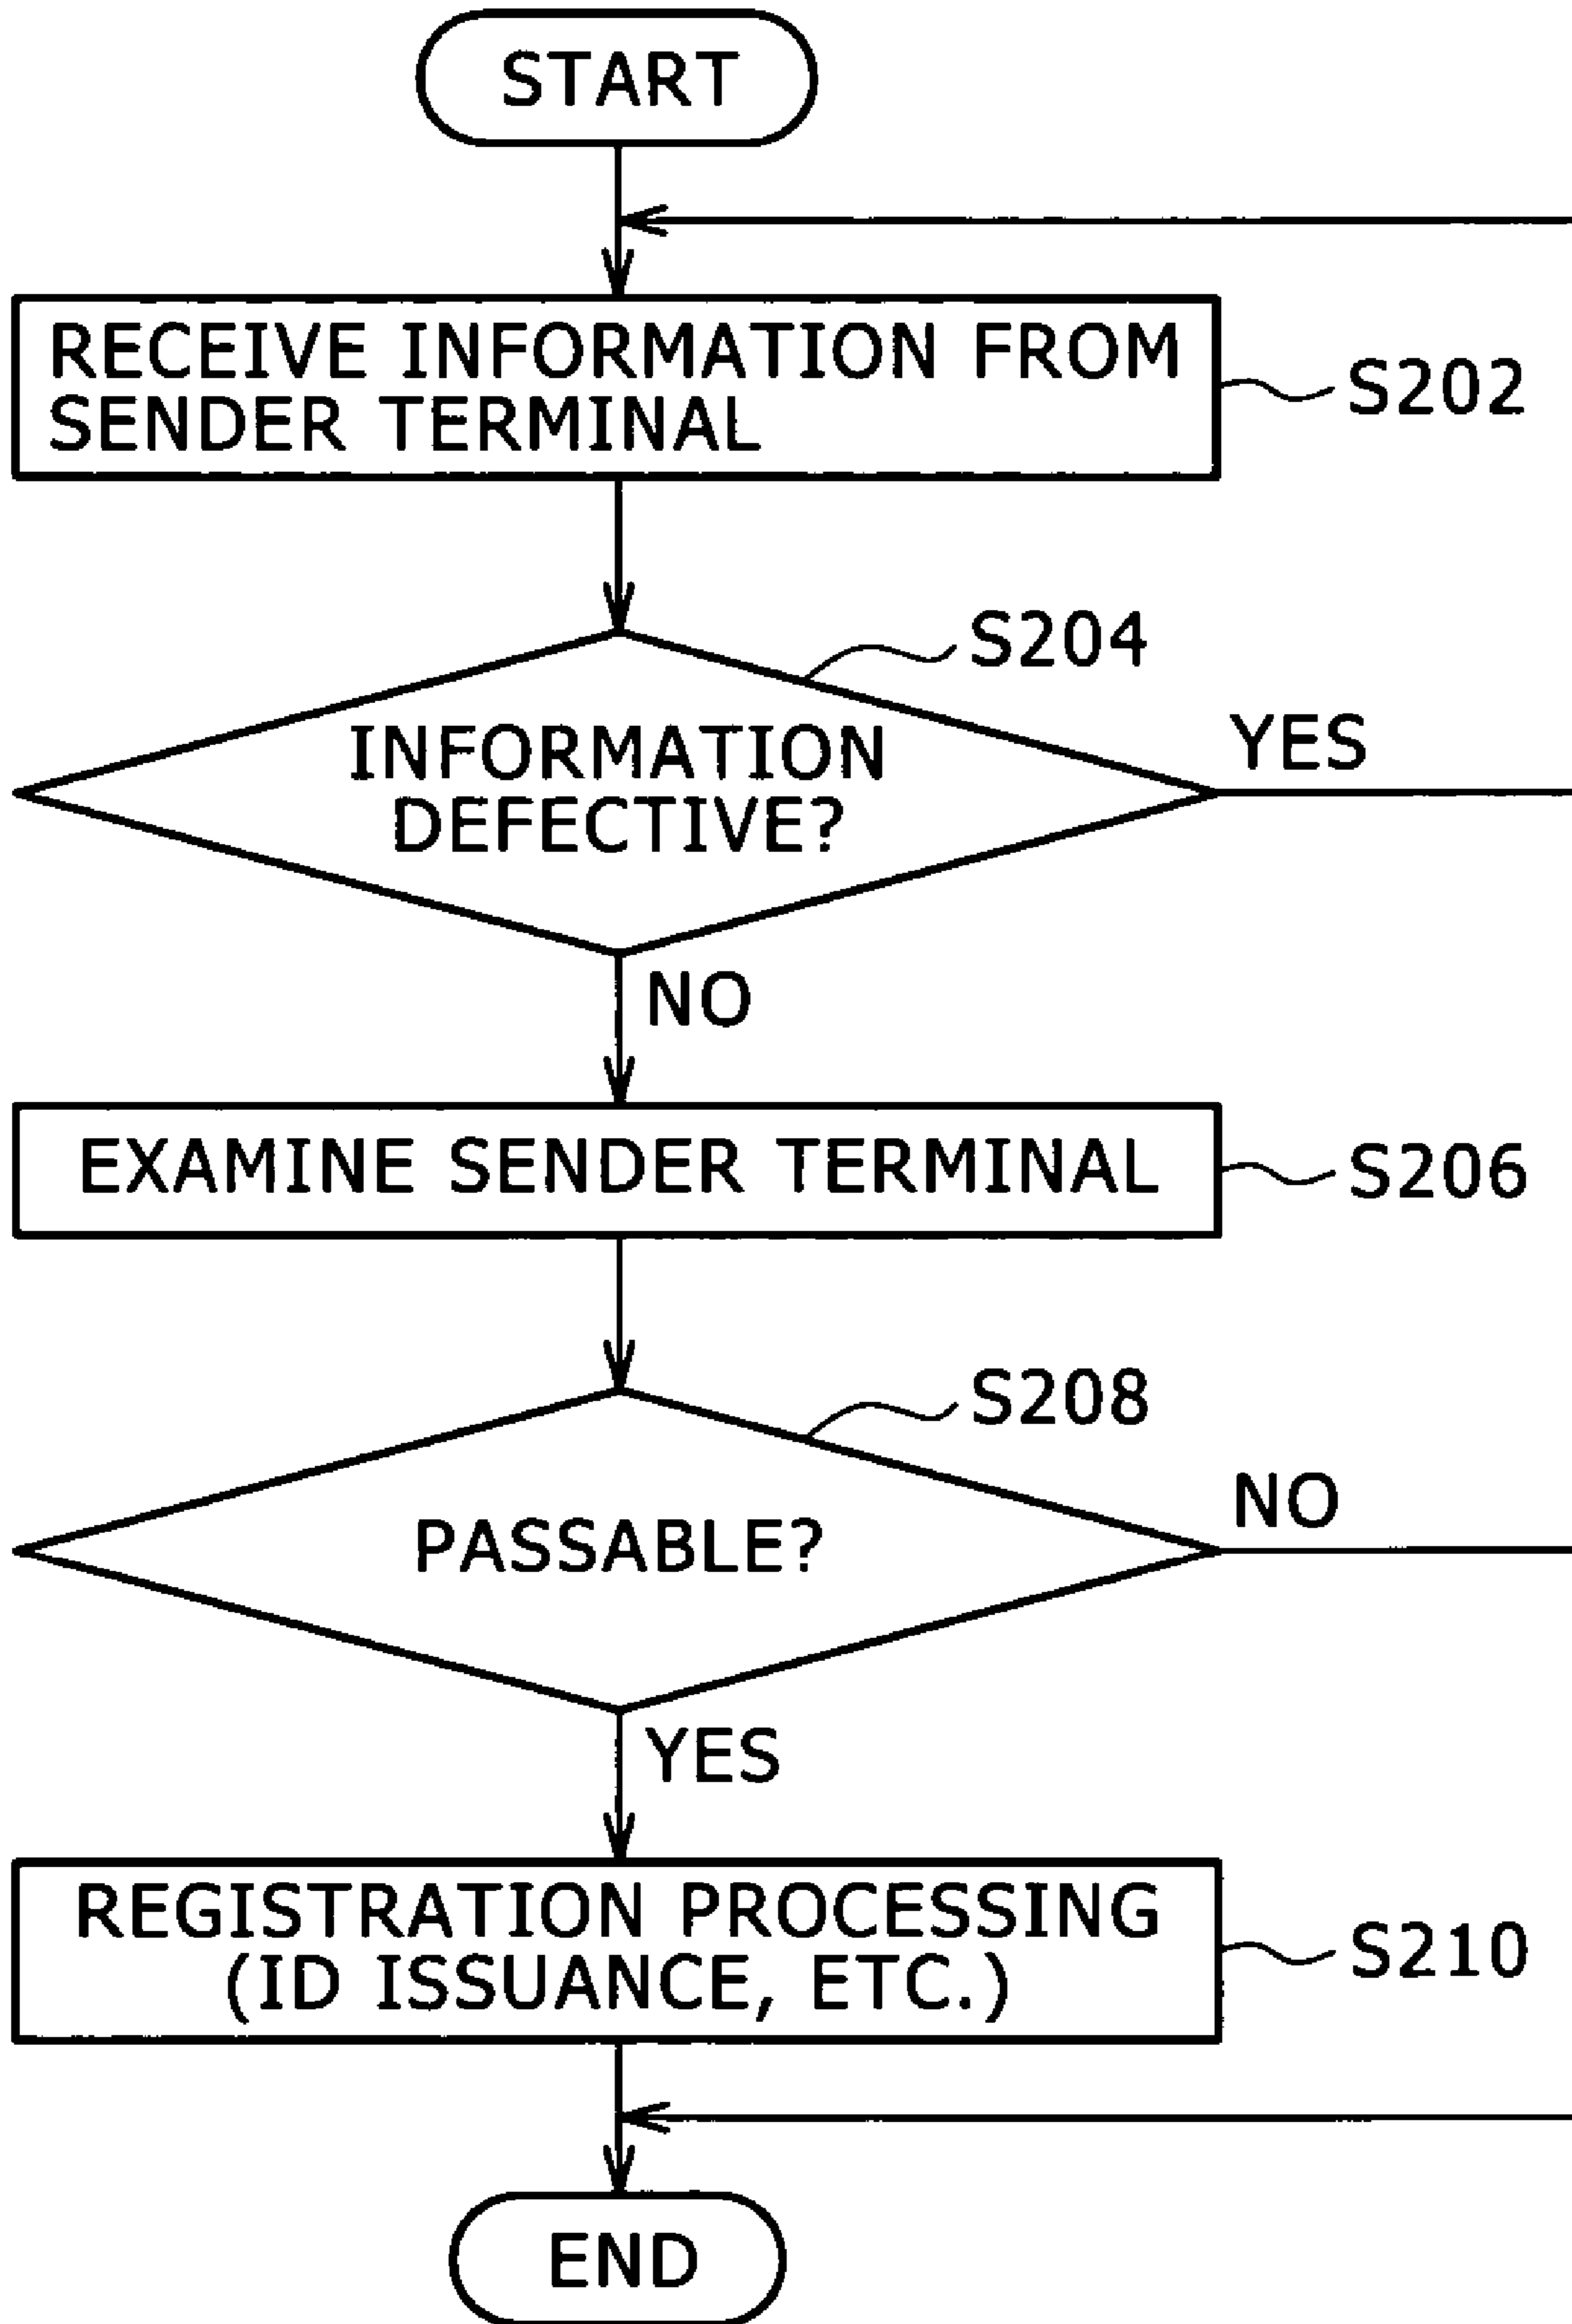 START
RECEIVE INFORMATION FROM
SENDER TERMINAL
S202
S204
INFORMATION
DEFECTIVE?
YES
NO
EXAMINE SENDER TERMINAL
S206
S208
PASSABLE?
NO
YES
REGISTRATION PROCESSING
(ID ISSUANCE, ETC.)
S210
END